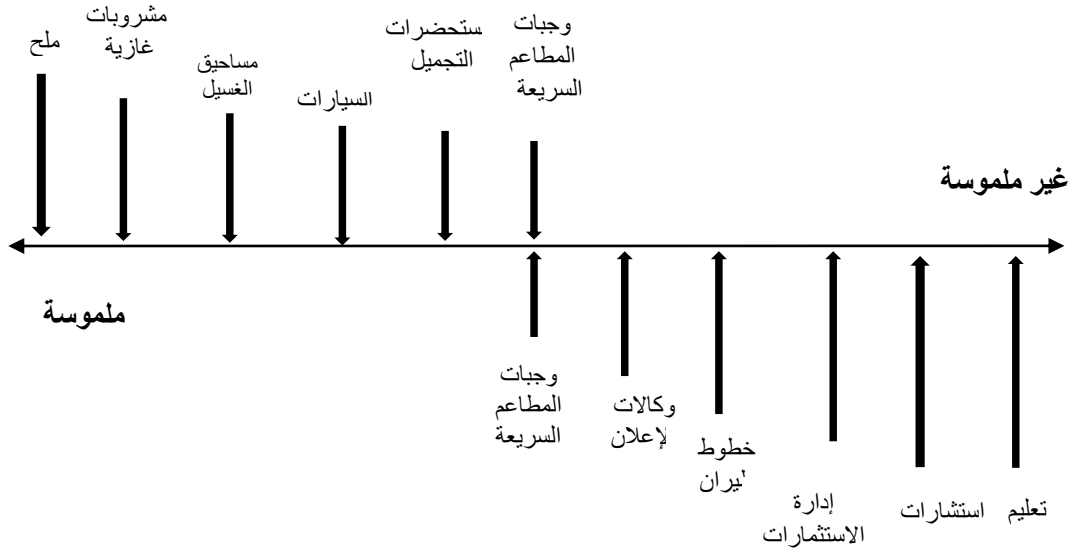 ملح
مشروبات
غازية
مساحيق
الغسيل
السيارات
ستحضرات
التجميل
وجبات
المطاعم
السريعة
غير ملموسة
ملموسة
وجبات
المطاعم
السريعة
وكالات
لإعلان
خطوط
يران
إدارة
الاستثمارات
استشارات
تعليم